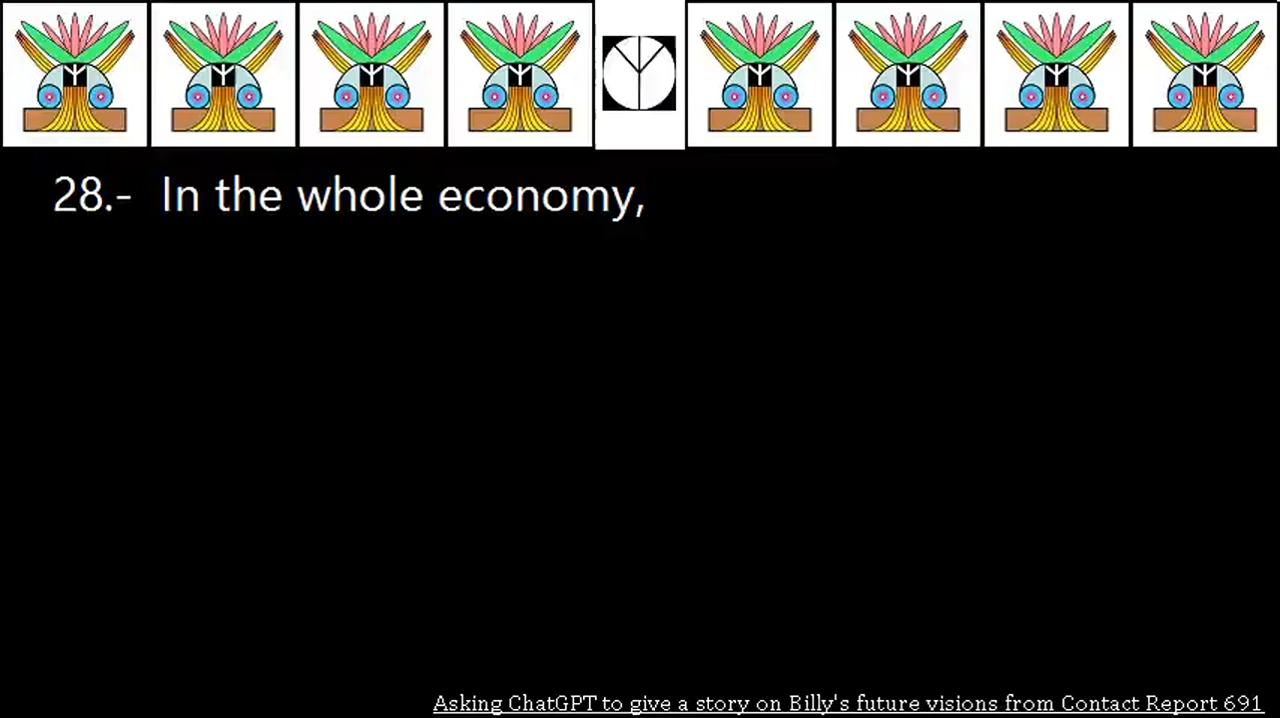 28.- In the whole economy,
Asking ChatGPT to give a story on Billy's future visions from Contact Report 691